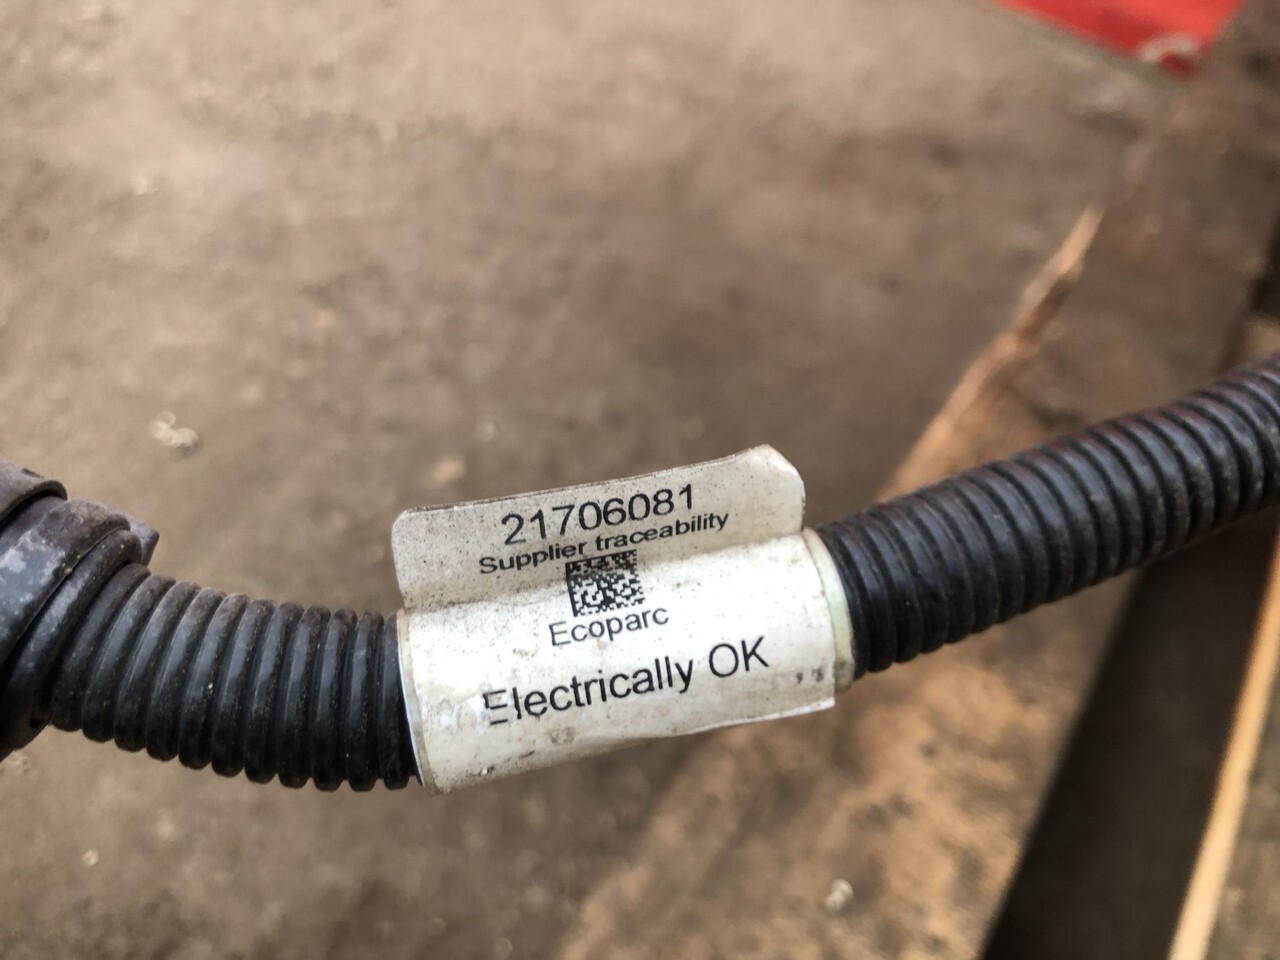 21706081
Supplier traceability
Ecoparc
Electrically OK